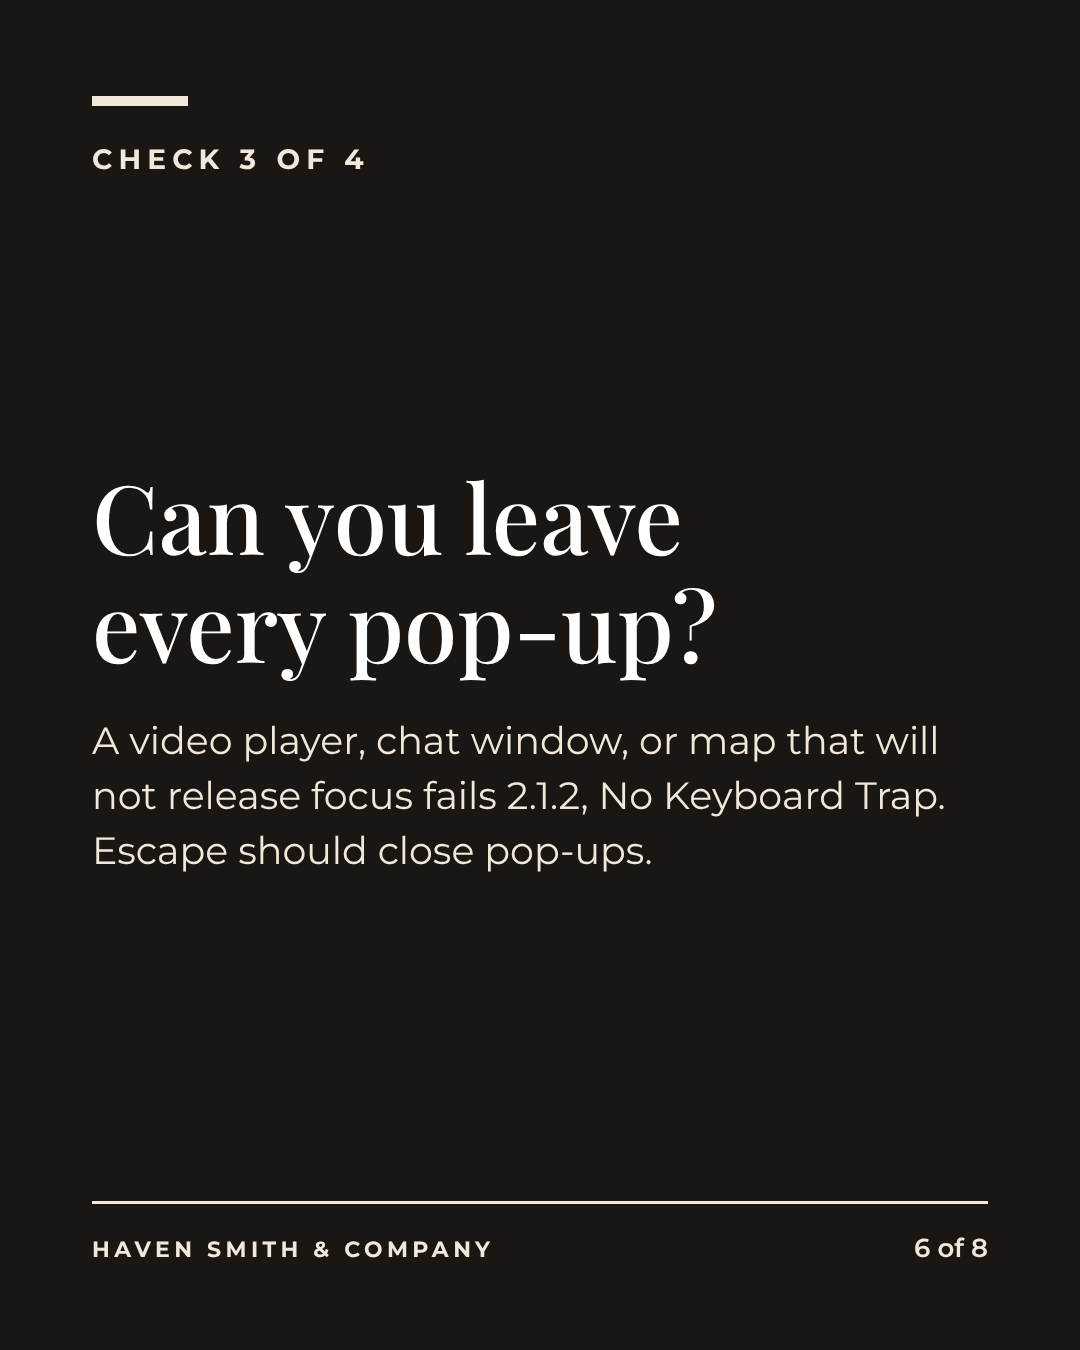 CHECK 3 OF 4
Can you leave
every pop-up?
A video player, chat window, or map that will
not release focus fails 2.1.2, No Keyboard Trap.
Escape should close pop-ups.
HAVEN SMITH & COMPANY
6 of 8